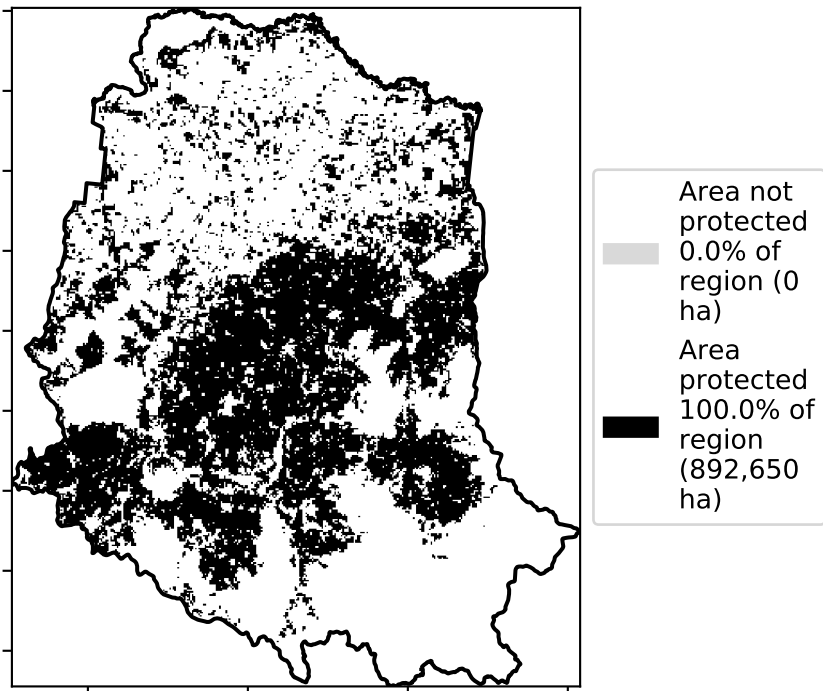 Area not
protected
0.0% of
region (0
ha)
Area
protected
100.0% of
region
(892,650
ha)